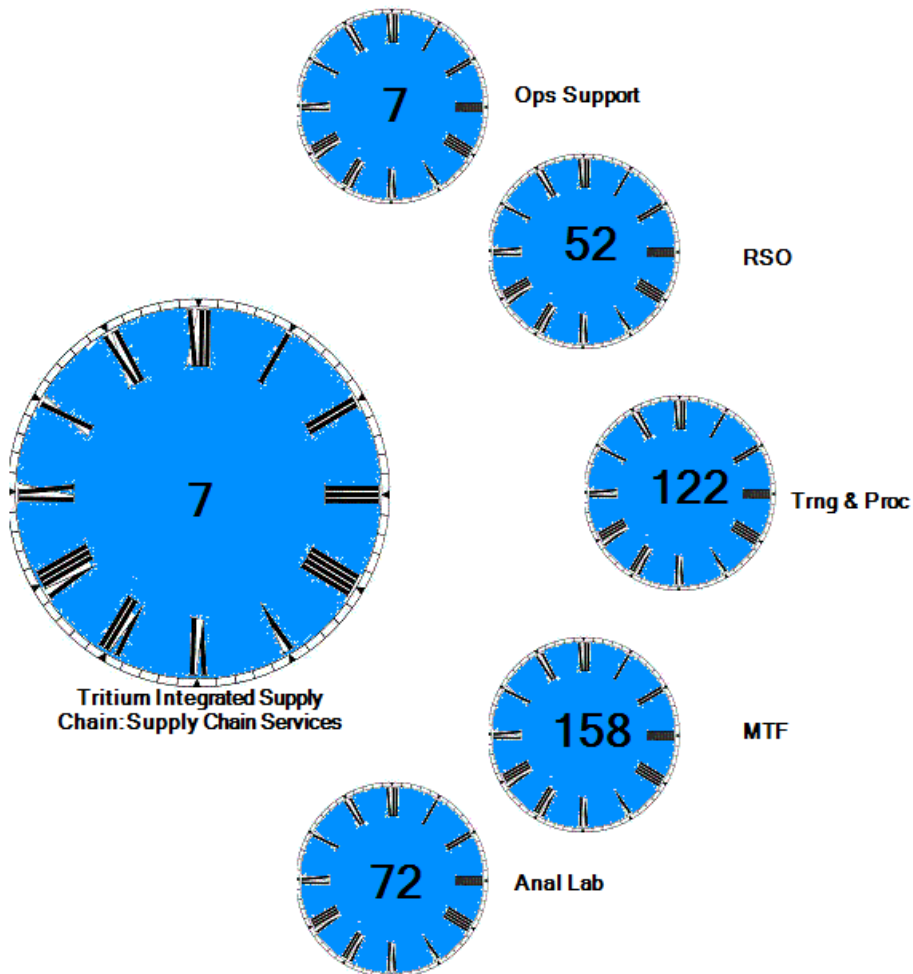 7
Ops Support
52
RSO
7
Tritium Integrated Supply
Chain: Supply Chain Services
122
Trng & Proc
158
MTF
72
Anal Lab